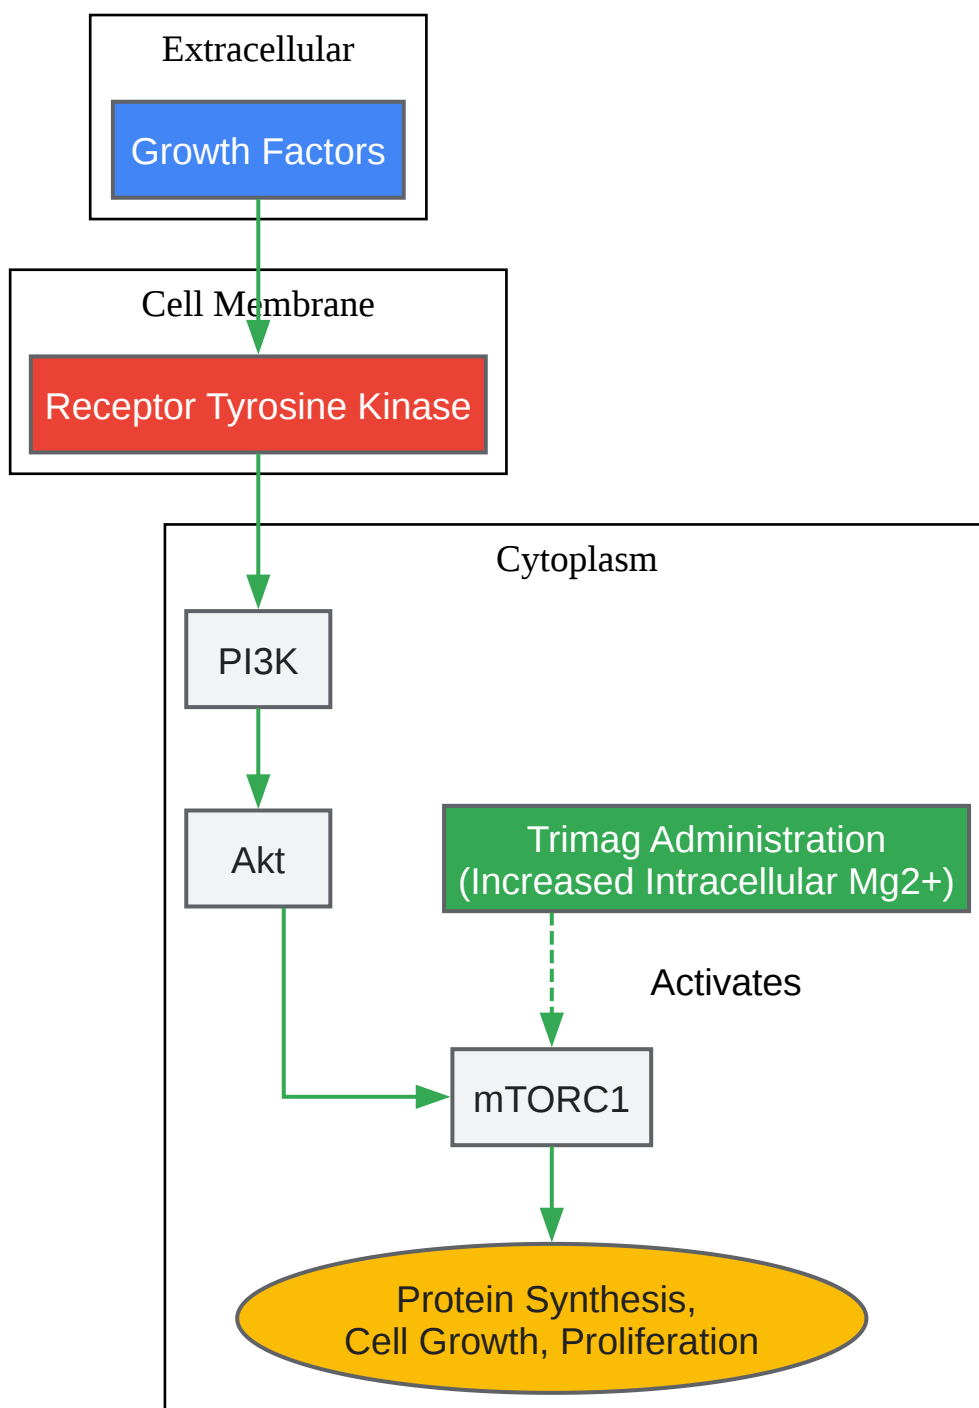 Extracellular
Growth Factors
Cell Membrane
Receptor Tyrosine Kinase
Cytoplasm
PI3K
Akt
Trimag Administration
(Increased Intracellular Mg2+)
Activates
mTORC1
Protein Synthesis,
Cell Growth, Proliferation